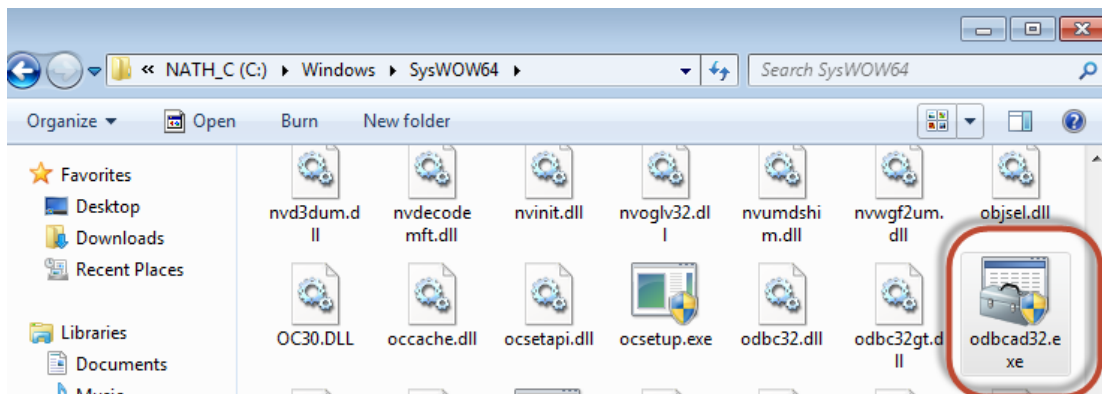 « NATH_C (C:) ▸ Windows ▸ SysWOW64 ▸
Search SysWOW64
Organize
Open
Burn
New folder
Favorites
Desktop
Downloads
Recent Places
Libraries
Documents
nvd3dum.d
ll
nvdecode
mft.dll
nvinit.dll
nvoglv32.dl
l
nvumdshi
m.dll
nvwgf2um.
dll
objsel.dll
OC30.DLL
occache.dll
ocsetapi.dll
ocsetup.exe
odbc32.dll
odbc32gt.d
ll
odbcad32.e
xe